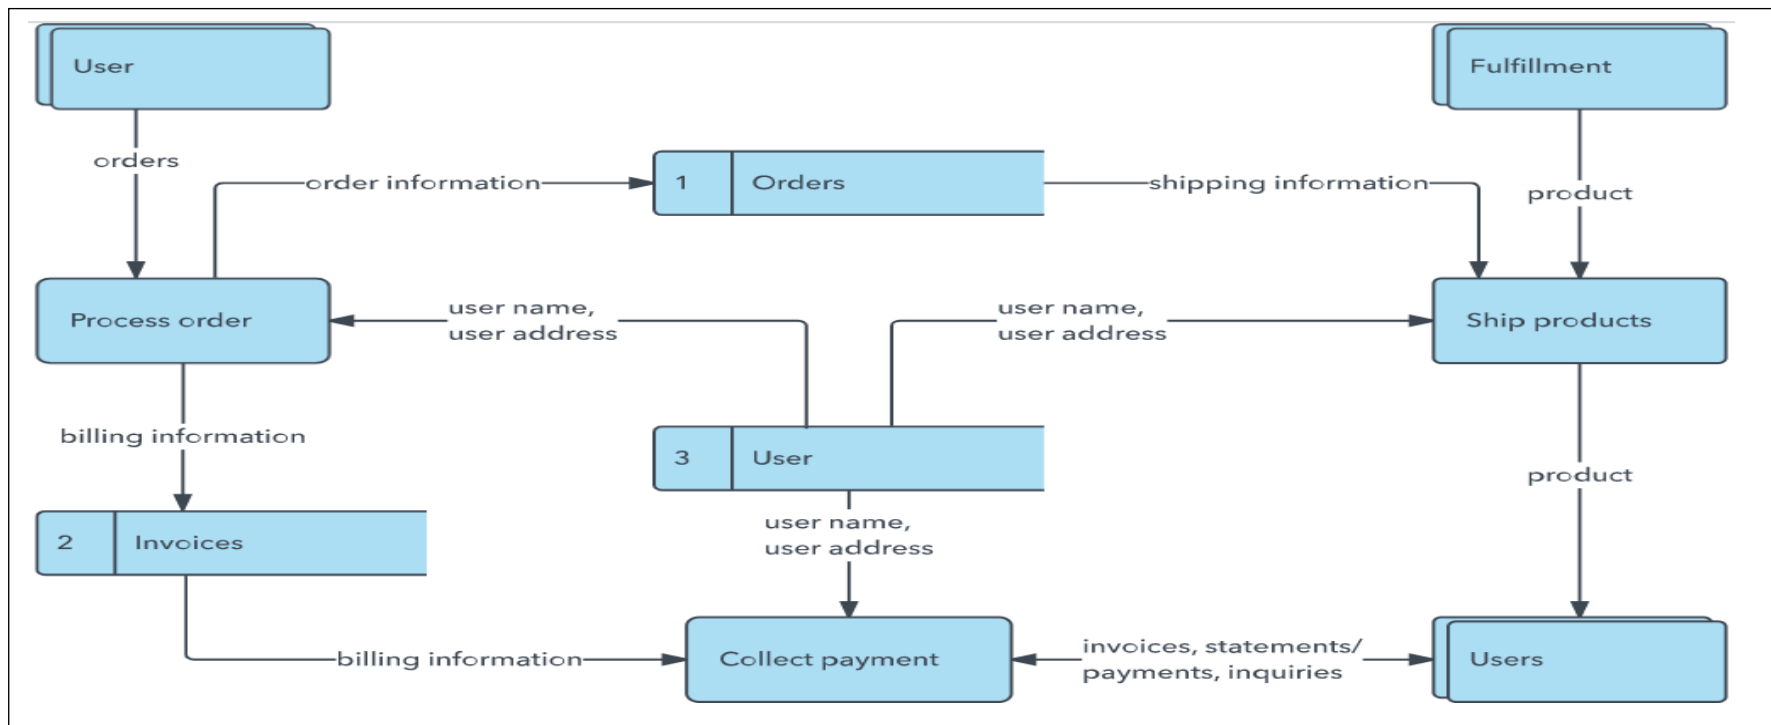 User
Fulfillment
orders
order information
1 Orders
shipping information
product
Process order
user name,
user address
user name,
user address
Ship products
billing information
3 User
product
user name,
user address
2 Invoices
billing information
Collect payment
invoices, statements/
payments, inquiries
Users